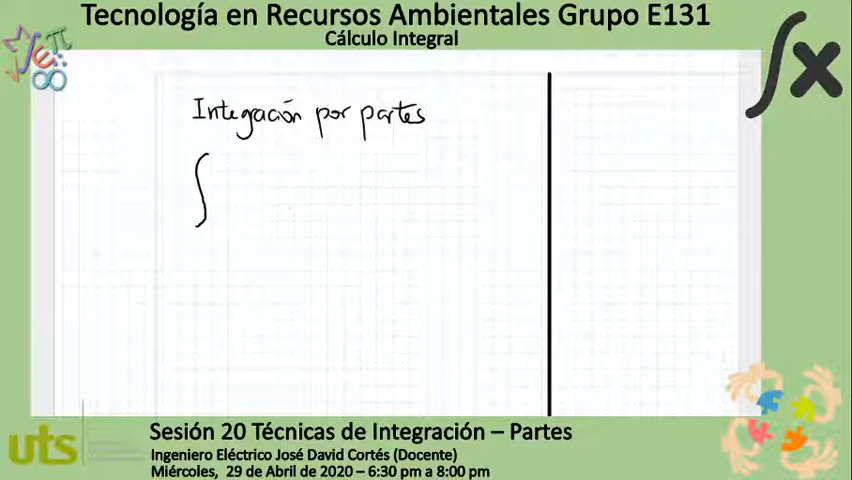 Tecnología en Recursos Ambientales Grupo E131
Cálculo Integral
∫x
Integación por partes
∫
Sesión 20 Técnicas de Integración – Partes
uts
Ingeniero Eléctrico José David Cortés (Docente)
Miércoles, 29 de Abril de 2020 – 6:30 pm a 8:00 pm